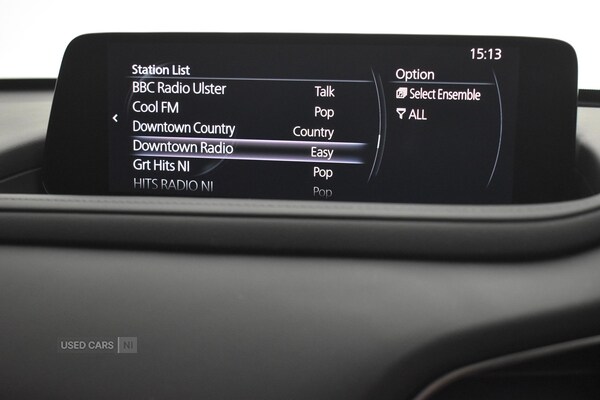 15:13
Station List
Option
BBC Radio Ulster Talk
Select Ensemble
Cool FM Pop
ALL
Downtown Country Country
Downtown Radio Easy
Grt Hits NI Pop
HITS RADIO NI Pop
USED CARS NI